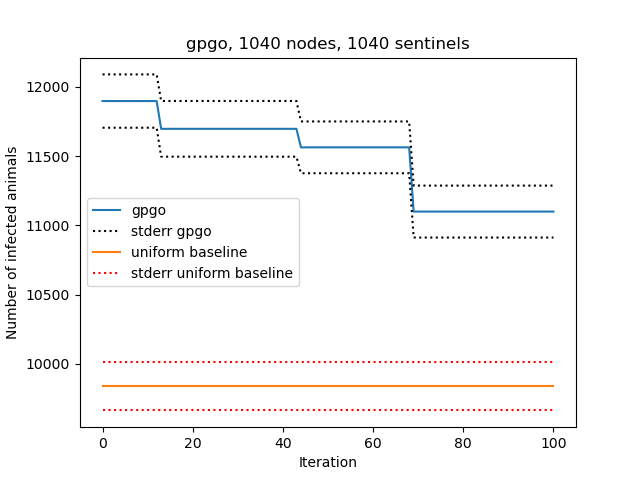 gpgo, 1040 nodes, 1040 sentinels
Number of infected animals
12000
11500
11000
10500
10000
gpgo
stderr gpgo
uniform baseline
stderr uniform baseline
0 20 40 60 80 100
Iteration